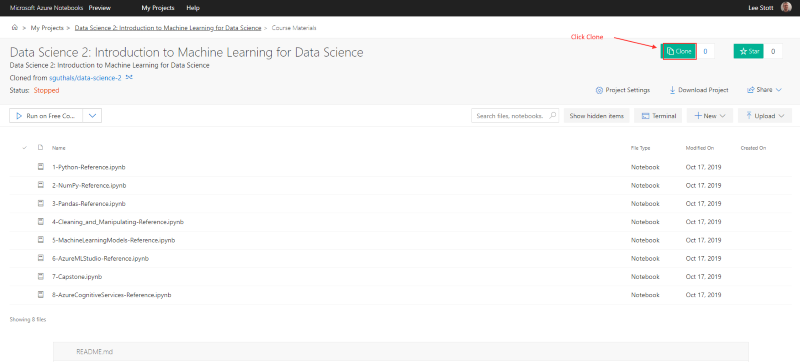 Microsoft Azure Notebooks Preview My Projects Help Lee Stott
> My Projects > Data Science 2: Introduction to Machine Learning for Data Science > Course Materials
Click Clone
Data Science 2: Introduction to Machine Learning for Data Science
Clone 0 Star 0
Data Science 2: Introduction to Machine Learning for Data Science
Cloned from sguthals/data-science-2
Status: Stopped
Project Settings Download Project Share
Run on Free Co... Search files, notebooks. Show hidden items Terminal New Upload
Name File Type Modified On Created On
1-Python-Reference.ipynb Notebook Oct 17, 2019
2-NumPy-Reference.ipynb Notebook Oct 17, 2019
3-Pandas-Reference.ipynb Notebook Oct 17, 2019
4-Cleaning_and_Manipulating-Reference.ipynb Notebook Oct 17, 2019
5-MachineLearningModels-Reference.ipynb Notebook Oct 17, 2019
6-AzureMLStudio-Reference.ipynb Notebook Oct 17, 2019
7-Capstone.ipynb Notebook Oct 17, 2019
8-AzureCognitiveServices-Reference.ipynb Notebook Oct 17, 2019
Showing 8 files
README.md